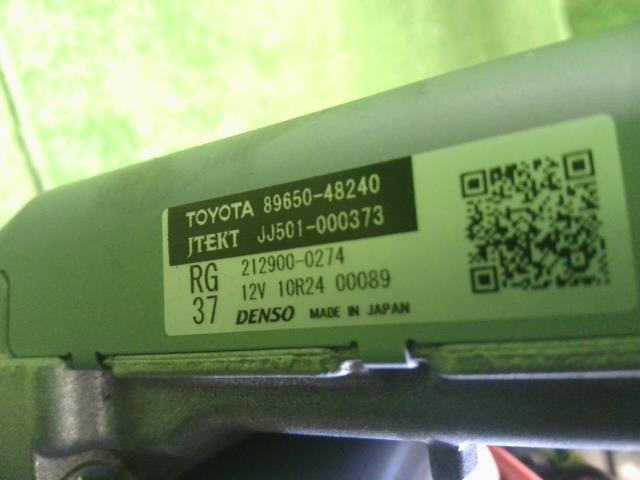 TOYOTA 89650-48240
JTEKT JJ501-000373
RG 212900-0274
37 12V 10R24 00089
DENSO MADE IN JAPAN